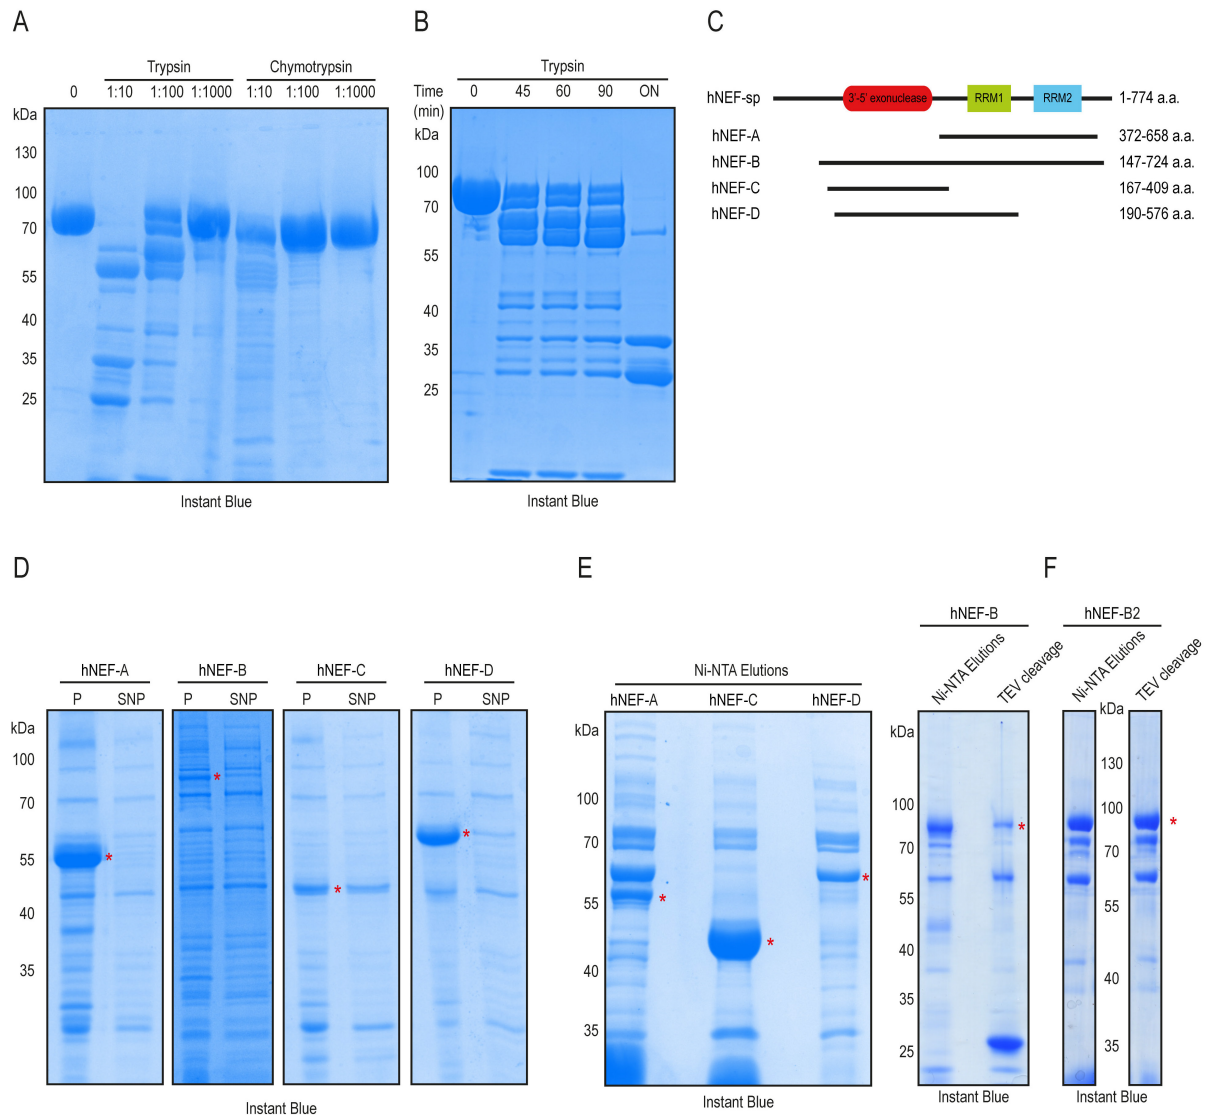 A
Trypsin Chymotrypsin
0 1:10 1:100 1:1000 1:10 1:100 1:1000
kDa
130
100
70
55
40
35
25
Instant Blue
B
Trypsin
Time 0 45 60 90 ON
(min)
kDa
100
70
55
40
35
25
Instant Blue
C
hNEF-sp 3'-5' exonuclease RRM1 RRM2 1-774 a.a.
hNEF-A 372-658 a.a.
hNEF-B 147-724 a.a.
hNEF-C 167-409 a.a.
hNEF-D 190-576 a.a.
D
hNEF-A hNEF-B hNEF-C hNEF-D
P SNP P SNP P SNP P SNP
kDa
100
70
55
40
35
* * * *
Instant Blue
E
Ni-NTA Elutions
hNEF-A hNEF-C hNEF-D
kDa
100
70
55
40
35
* * *
Instant Blue
hNEF-B
Ni-NTA Elutions TEV cleavage
kDa
100
70
55
40
35
25
*
Instant Blue
F
hNEF-B2
Ni-NTA Elutions TEV cleavage
kDa
130
100
70
55
40
35
*
Instant Blue